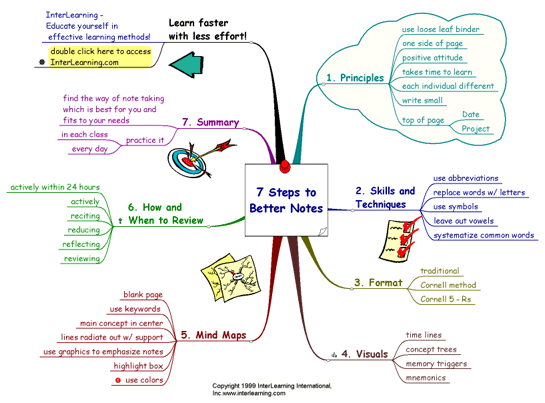 InterLearning -
Educate yourself in
effective learning methods!
double click here to access
InterLearning.com
Learn faster
with less effort!
7 Steps to
Better Notes
1. Principles
use loose leaf binder
one side of page
positive attitude
takes time to learn
each individual different
write small
top of page
Date
Project
2. Skills and
Techniques
use abbreviations
replace words w/ letters
use symbols
leave out vowels
systematize common words
3. Format
traditional
Cornell method
Cornell 5 - Rs
4. Visuals
time lines
concept trees
memory triggers
mnemonics
5. Mind Maps
blank page
use keywords
main concept in center
lines radiate out w/ support
use graphics to emphasize notes
highlight box
use colors
6. How and
When to Review
actively within 24 hours
actively
reciting
reducing
reflecting
reviewing
7. Summary
find the way of note taking
which is best for you and
fits to your needs
practice it
in each class
every day
Copyright 1999 InterLearning International,
Inc.www.interlearning.com